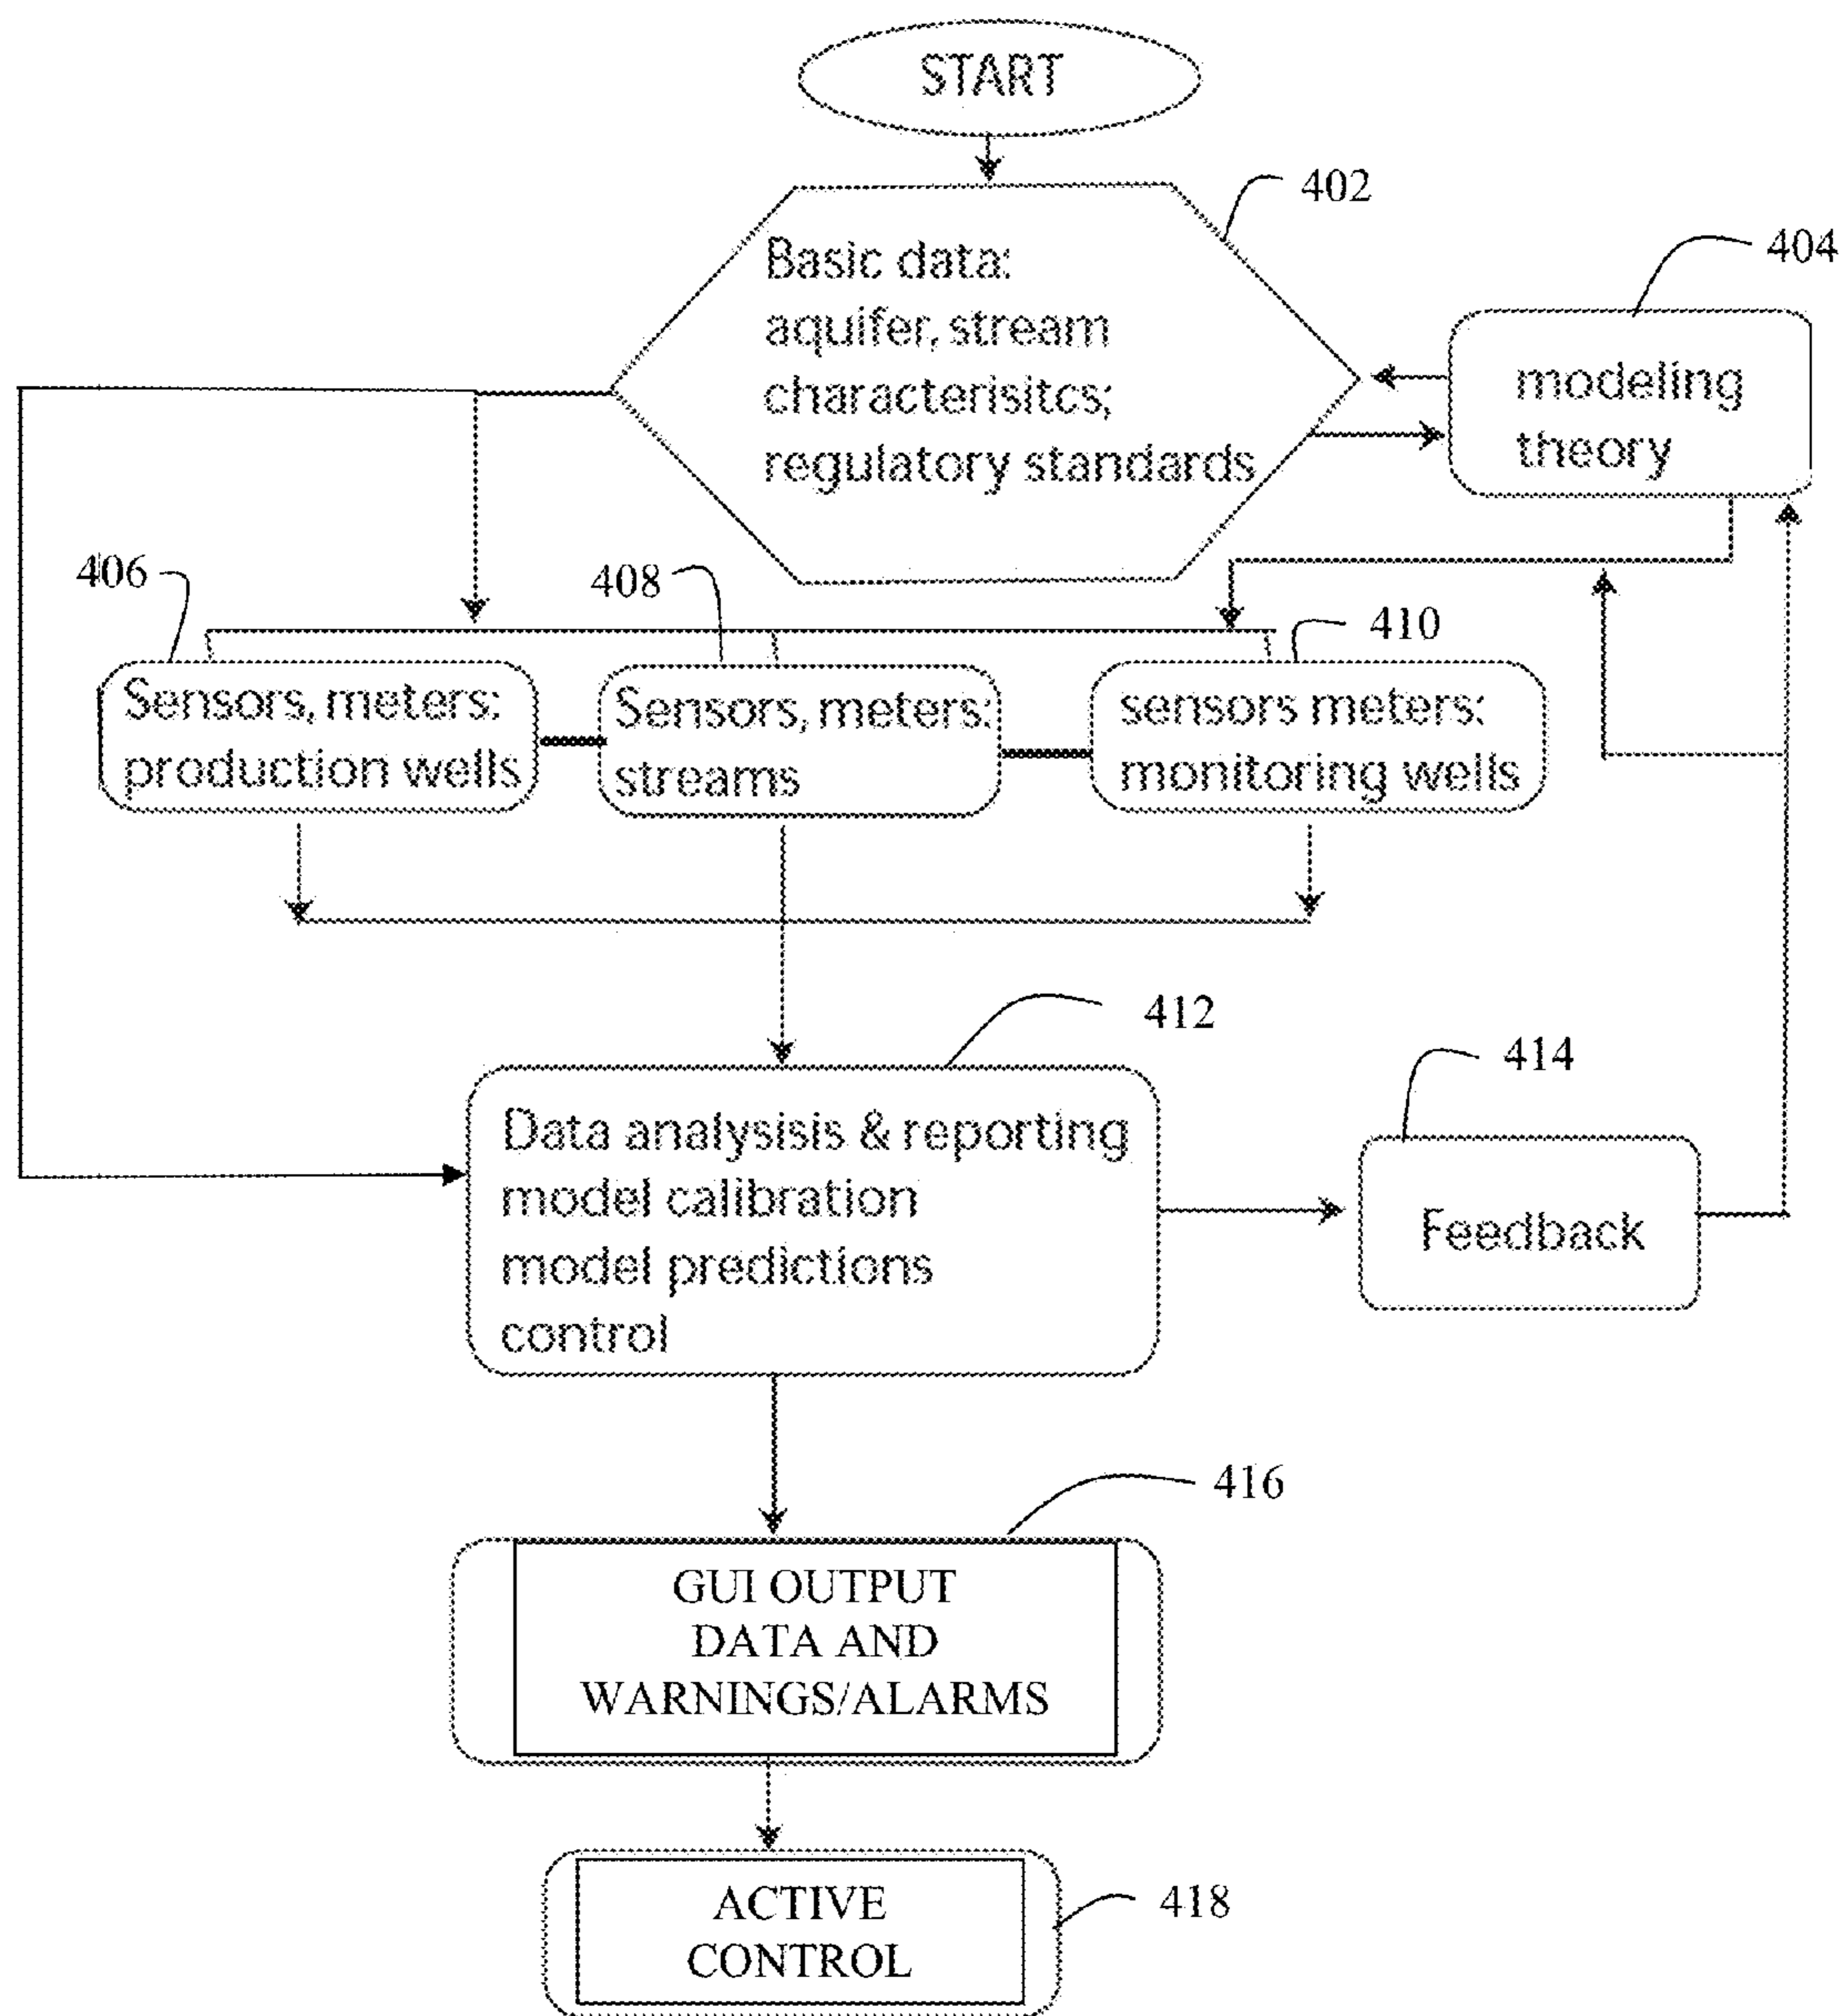 START
402
Basic data:
aquifer, stream
characterisitcs;
regulatory standards
404
modeling
theory
406
Sensors, meters:
production wells
408
Sensors, meters:
streams
410
sensors meters:
monitoring wells
412
Data analysisis & reporting
model calibration
model predictions
control
414
Feedback
416
GUI OUTPUT
DATA AND
WARNINGS/ALARMS
418
ACTIVE
CONTROL